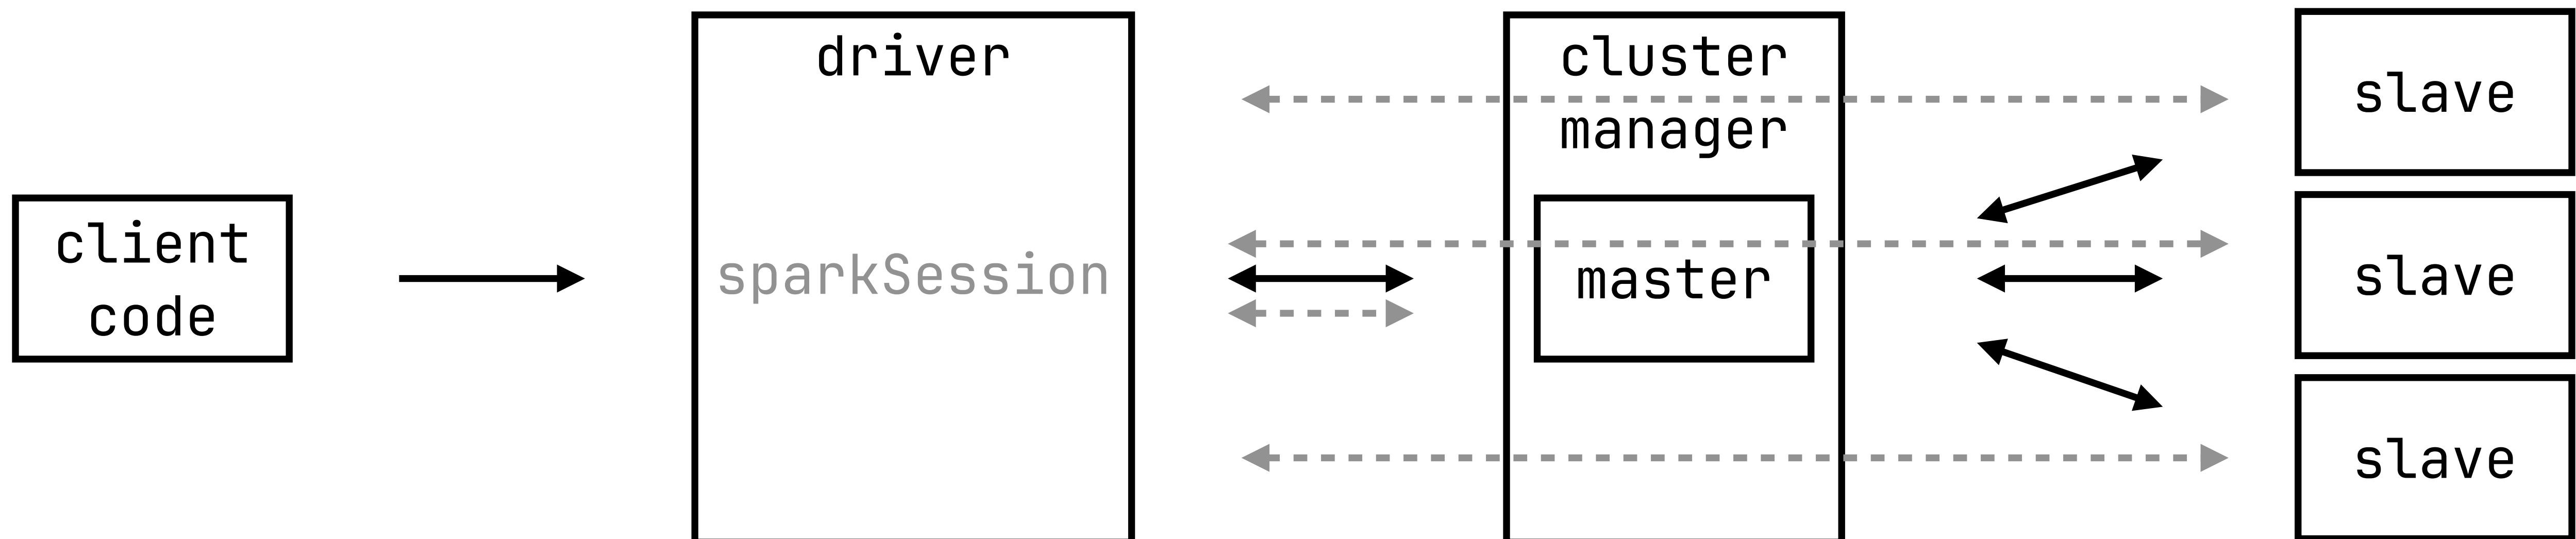 client
code
driver
sparkSession
cluster
manager
master
slave
slave
slave